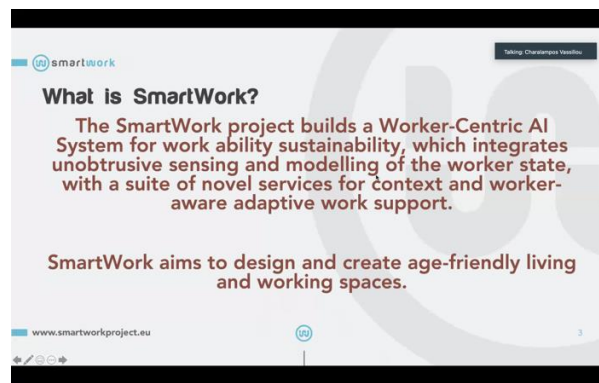 Talking: Charalampos Vassiliou
smartwork
What is SmartWork?
The SmartWork project builds a Worker-Centric AI
System for work ability sustainability, which integrates
unobtrusive sensing and modelling of the worker state,
with a suite of novel services for context and worker-
aware adaptive work support.
SmartWork aims to design and create age-friendly living
and working spaces.
www.smartworkproject.eu
3